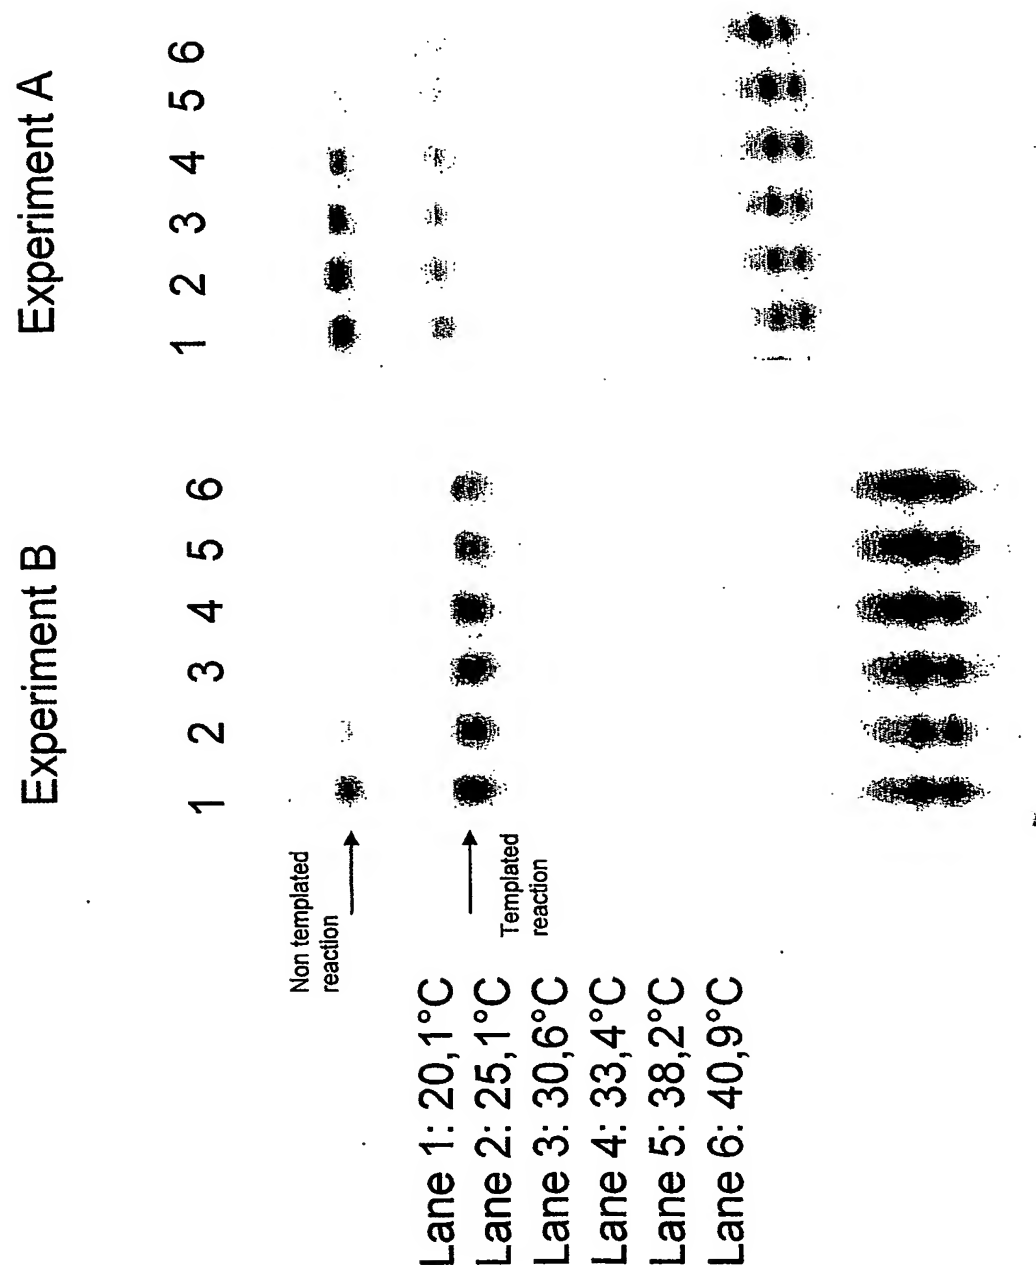 Experiment B
Experiment A
1 2 3 4 5 6
1 2 3 4 5 6
Non templated
reaction
Templated
reaction
Lane 1: 20,1°C
Lane 2: 25,1°C
Lane 3: 30,6°C
Lane 4: 33,4°C
Lane 5: 38,2°C
Lane 6: 40,9°C